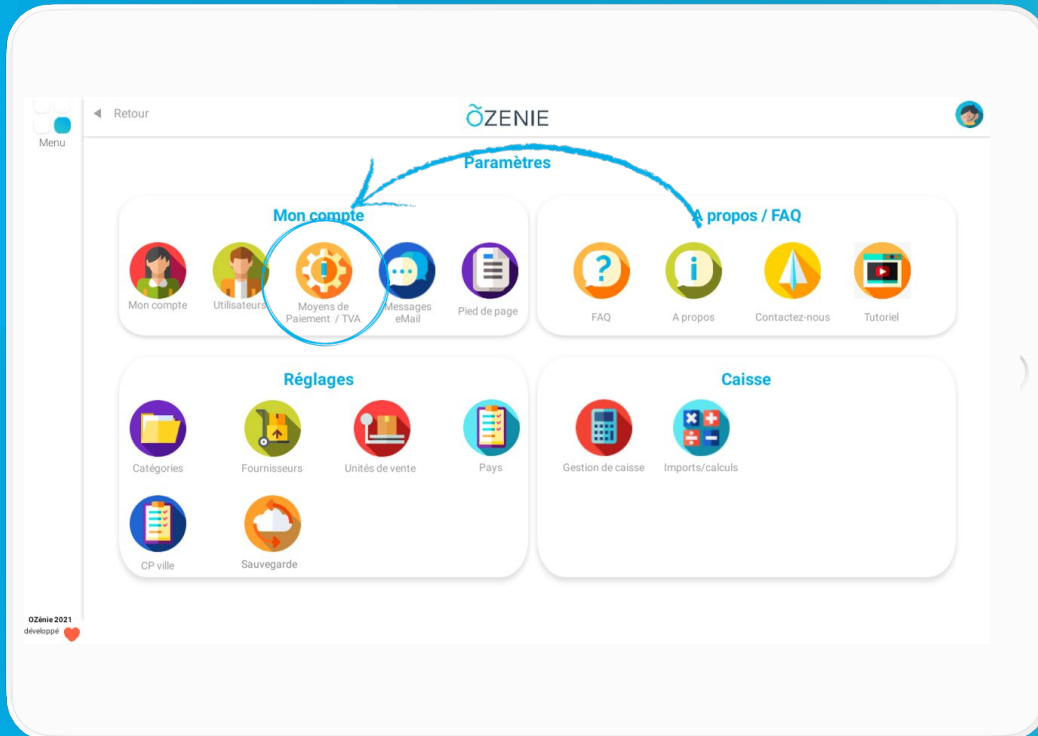 Retour
ÕZENIE
Menu
Paramètres
Mon compte
Mon compte
Utilisateurs
Moyens de
Paiement / TVA
Messages
eMail
Pied de page
A propos / FAQ
FAQ
A propos
Contactez-nous
Tutoriel
Réglages
Catégories
Fournisseurs
Unités de vente
Pays
CP ville
Sauvegarde
Caisse
Gestion de caisse
Imports/calculs
OZénie 2021
développé